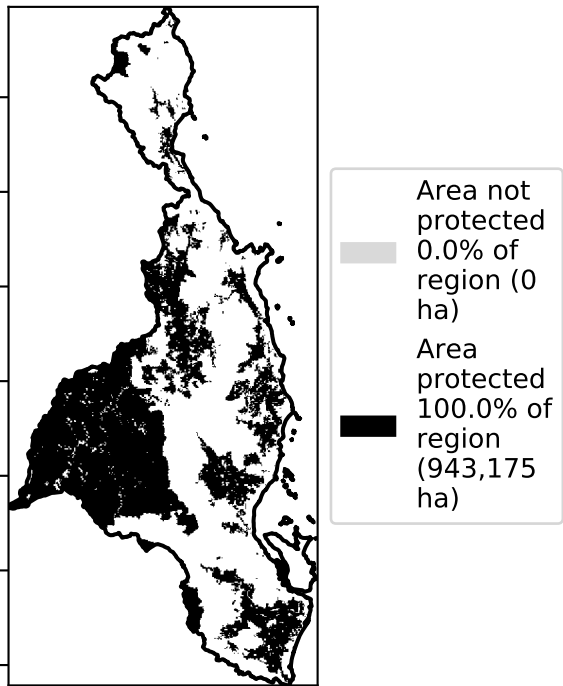 Area not
protected
0.0% of
region (0
ha)
Area
protected
100.0% of
region
(943,175
ha)